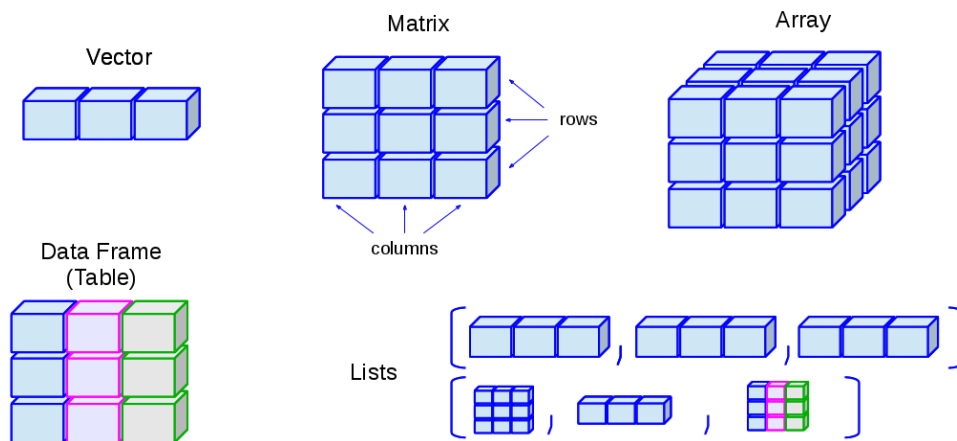 Vector
Matrix
Array
rows
columns
Data Frame
(Table)
Lists